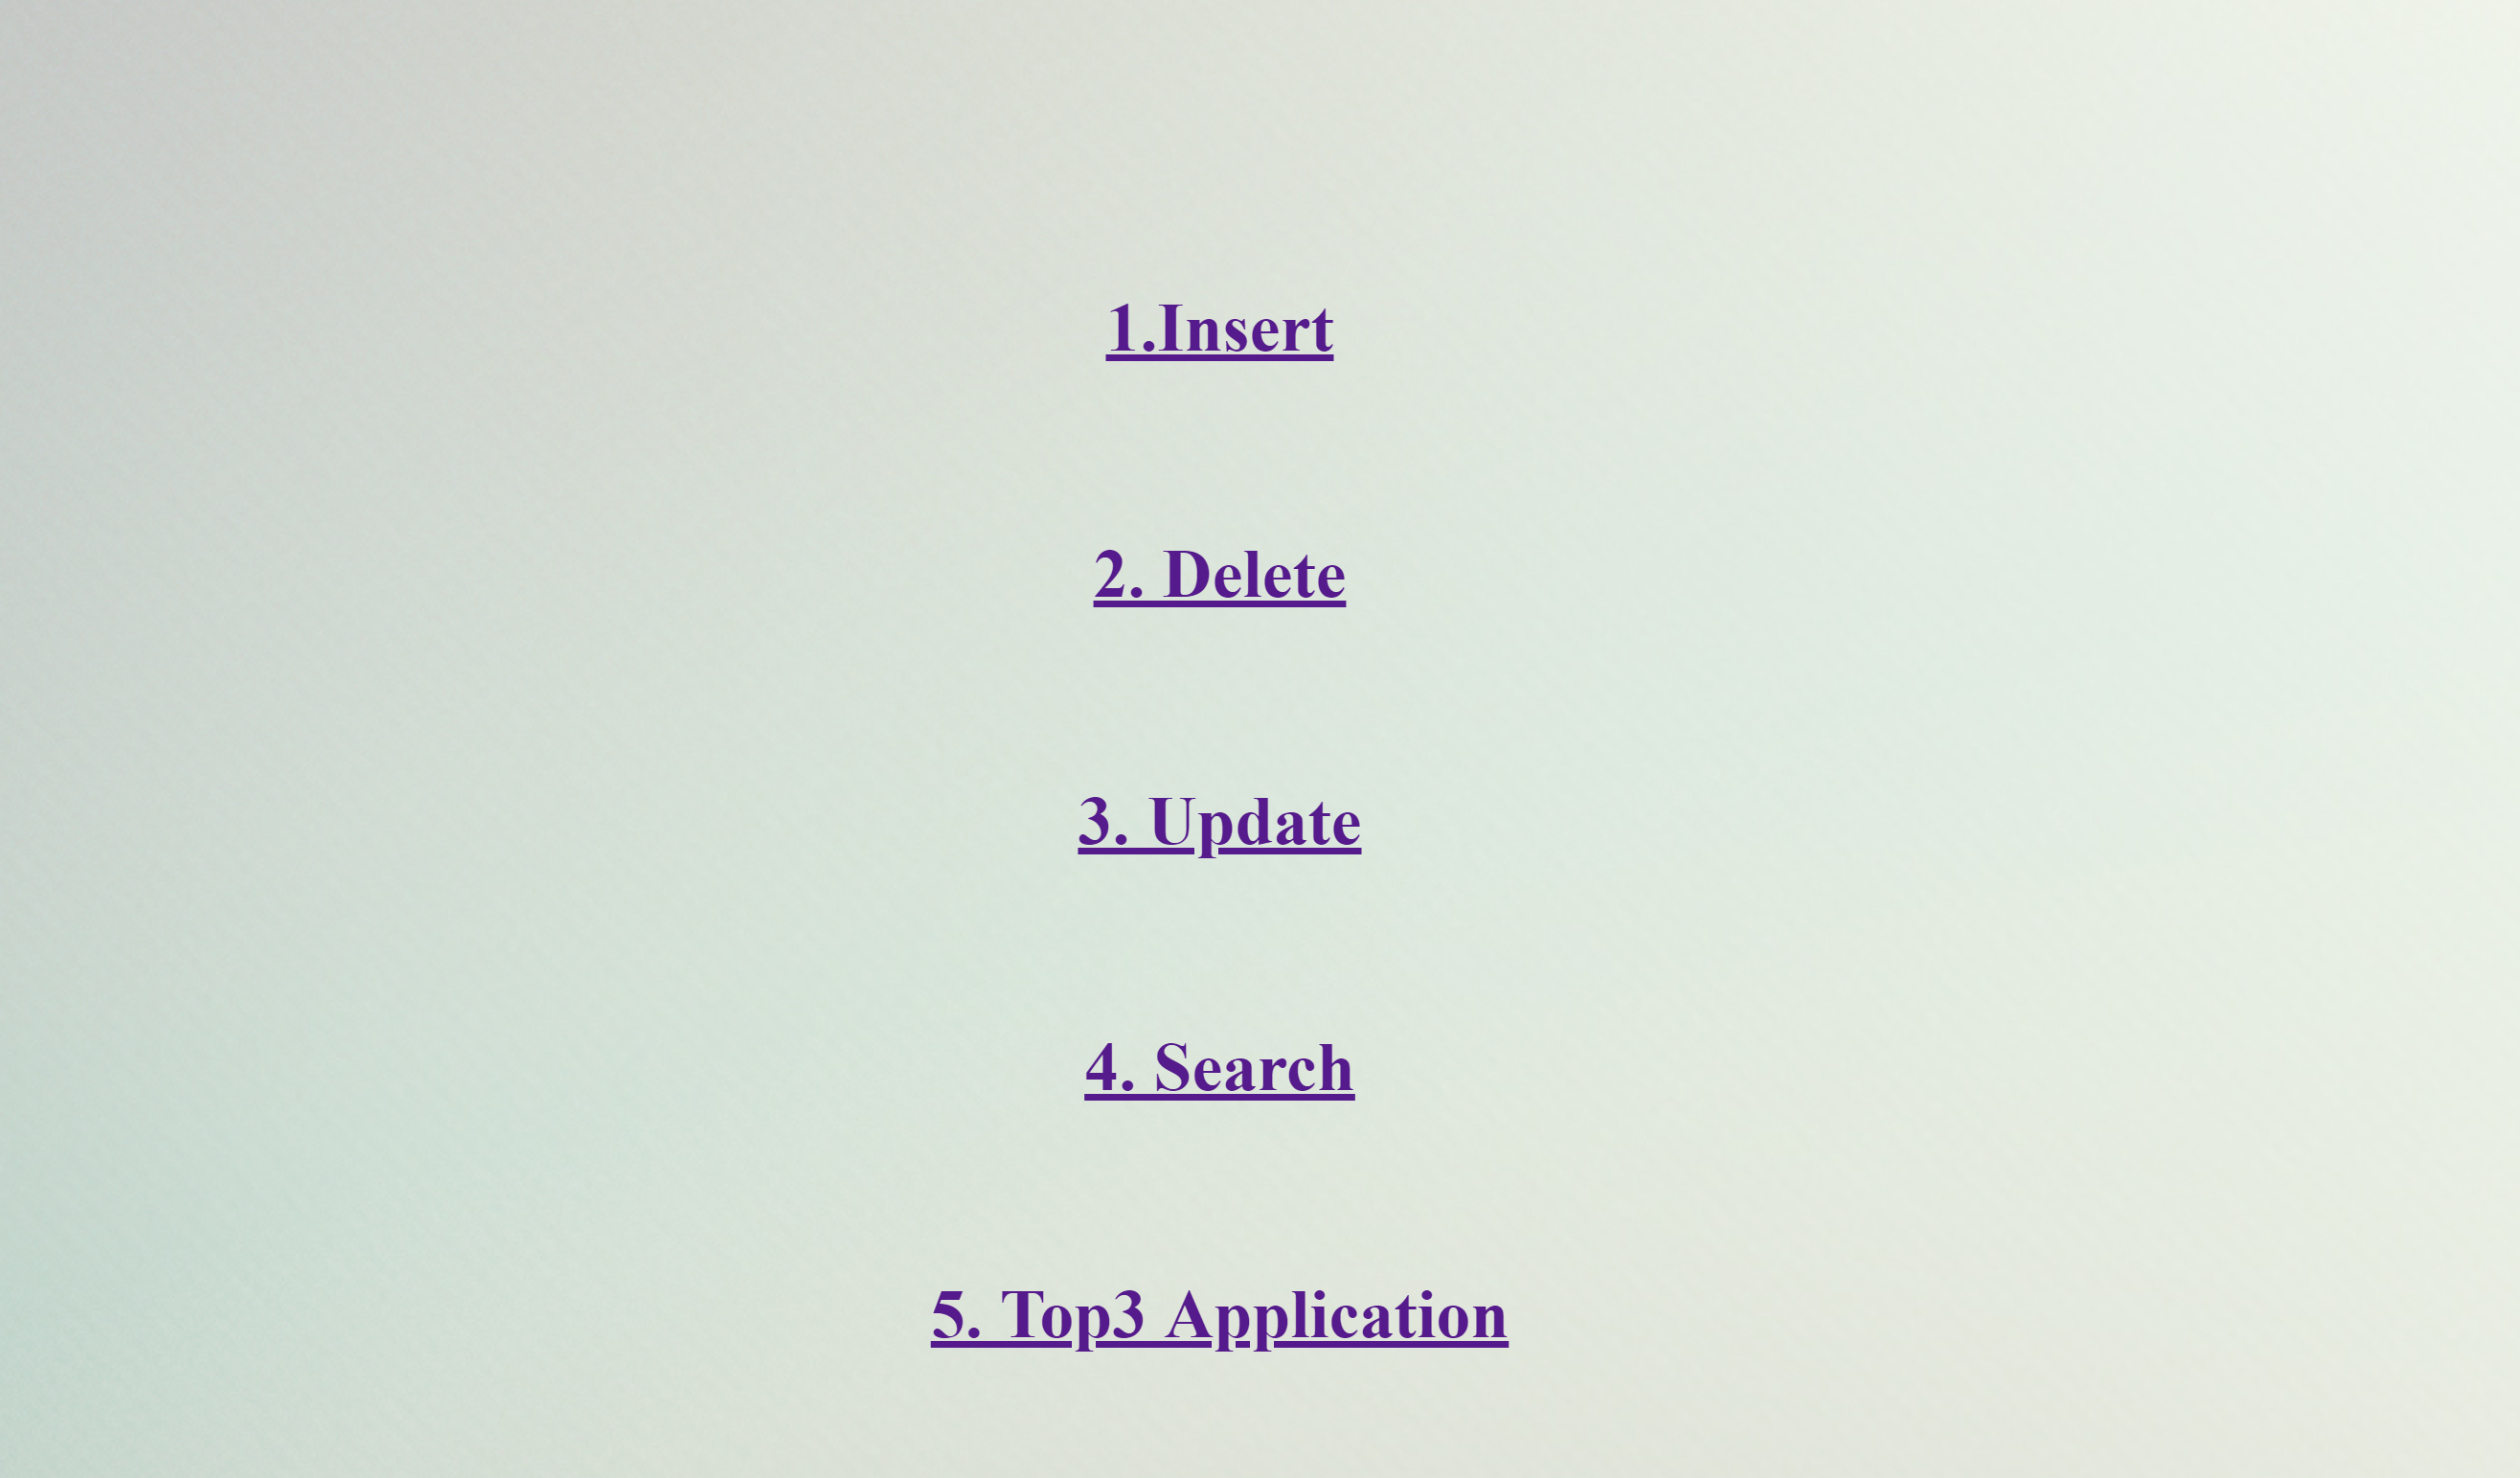 1.Insert
2. Delete
3. Update
4. Search
5. Top3 Application